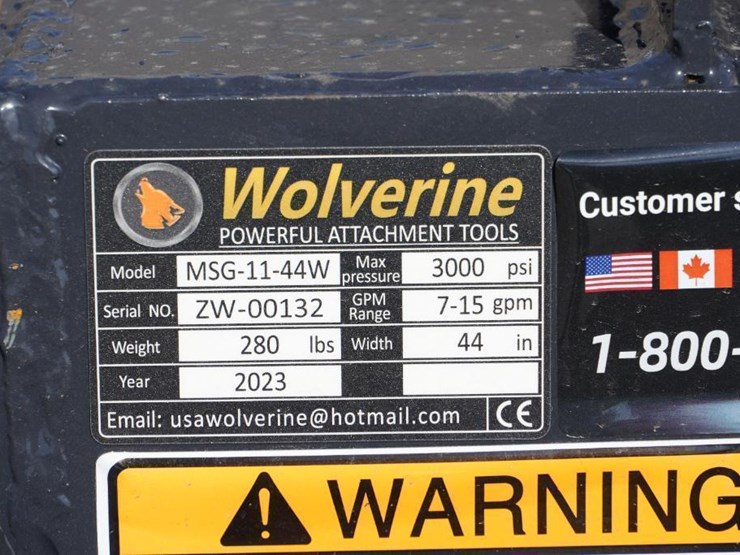 Wolverine
POWERFUL ATTACHMENT TOOLS
Model MSG-11-44W Max pressure 3000 psi
Serial NO. ZW-00132 GPM Range 7-15 gpm
Weight 280 lbs Width 44 in
Year 2023
Email: usawolverine@hotmail.com CE
Customer
1-800-
WARNING